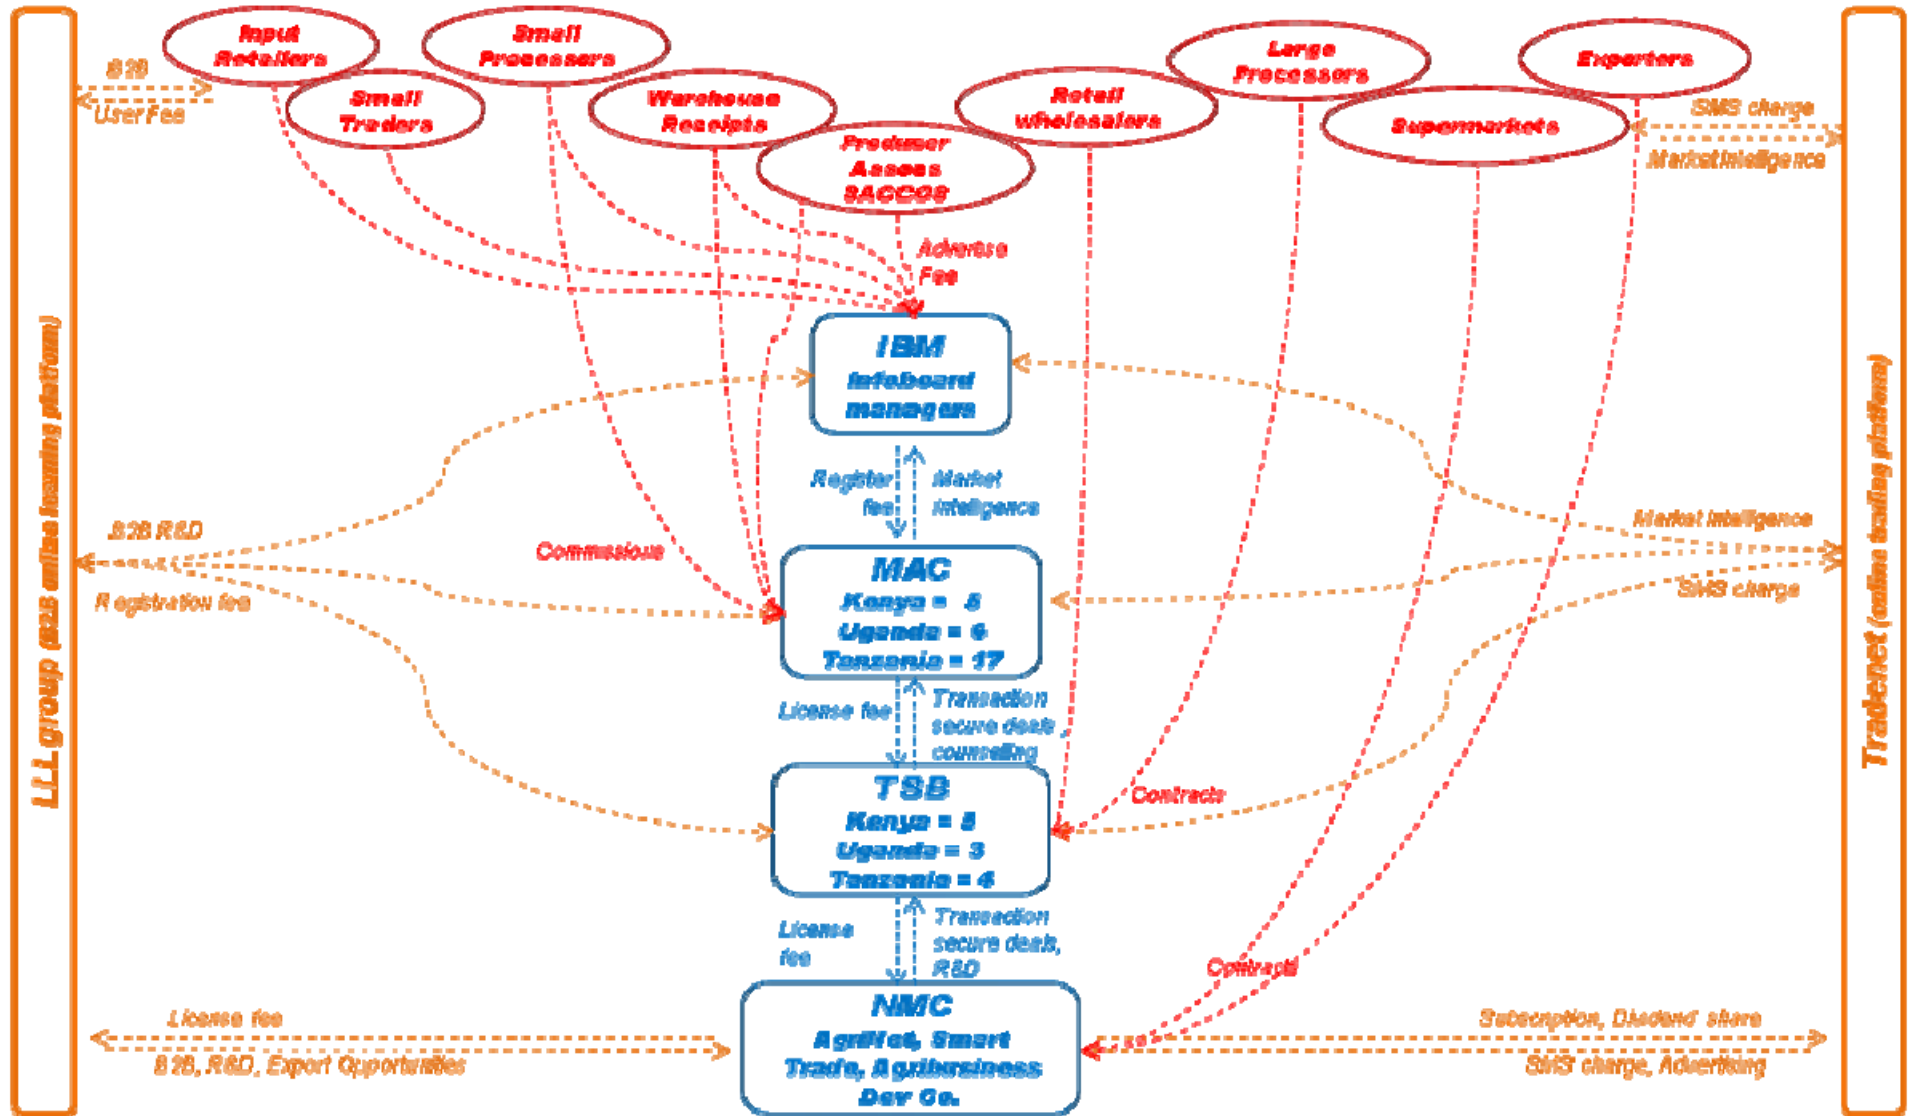 Input
Retailers
Small
Processors
Small
Traders
Warehouse
Receipts
Producer
Assocs
SACCOS
Retail
wholesalers
Large
Processors
Supermarkets
Exporters
B2B
User Fee
SMS charge
Market Intelligence
Advertise
Fee
IBM
Infoboard
managers
Register
fee
Market
Intelligence
B2B R&D
Registration fee
Commissions
Market Intelligence
SMS charge
MAC
Kenya = 5
Uganda =
Tanzania = 17
License fee
Transaction
secure deals,
counselling
TSB
Kenya = 5
Uganda = 3
Tanzania = 4
Contracts
License
fee
Transaction
secure deals,
R&D
Contracts
NMC
AgriNet, Smart
Trade, Agribusiness
Dev Co.
License fee
B2B, R&D, Export Opportunities
Subscription, Dividend share
SMS charge, Advertising
LLL group (B2B online learning platform)
Tradenet (online trading platform)